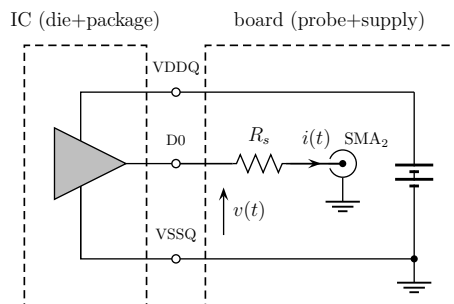 IC (die+package)
board (probe+supply)
VDDQ
D0
R_s
i(t)
SMA_2
v(t)
VSSQ